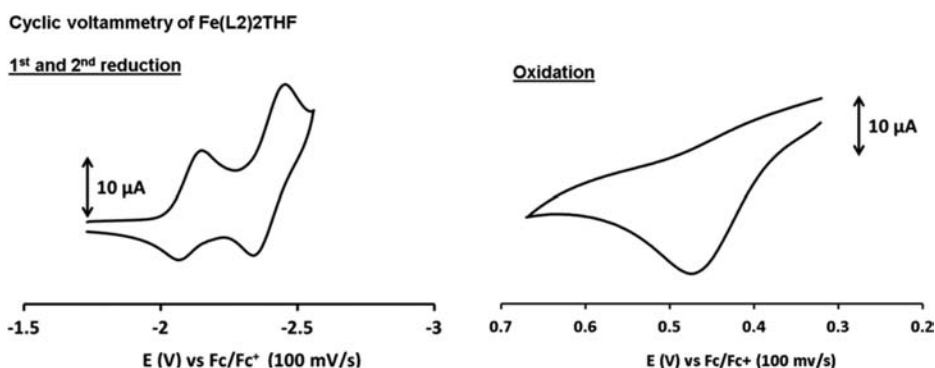 Cyclic voltammetry of Fe(L2)2THF
1st and 2nd reduction
10 µA
-1.5 -2 -2.5 -3
E (V) vs Fc/Fc+ (100 mV/s)
Oxidation
10 µA
0.7 0.6 0.5 0.4 0.3 0.2
E (V) vs Fc/Fc+ (100 mv/s)